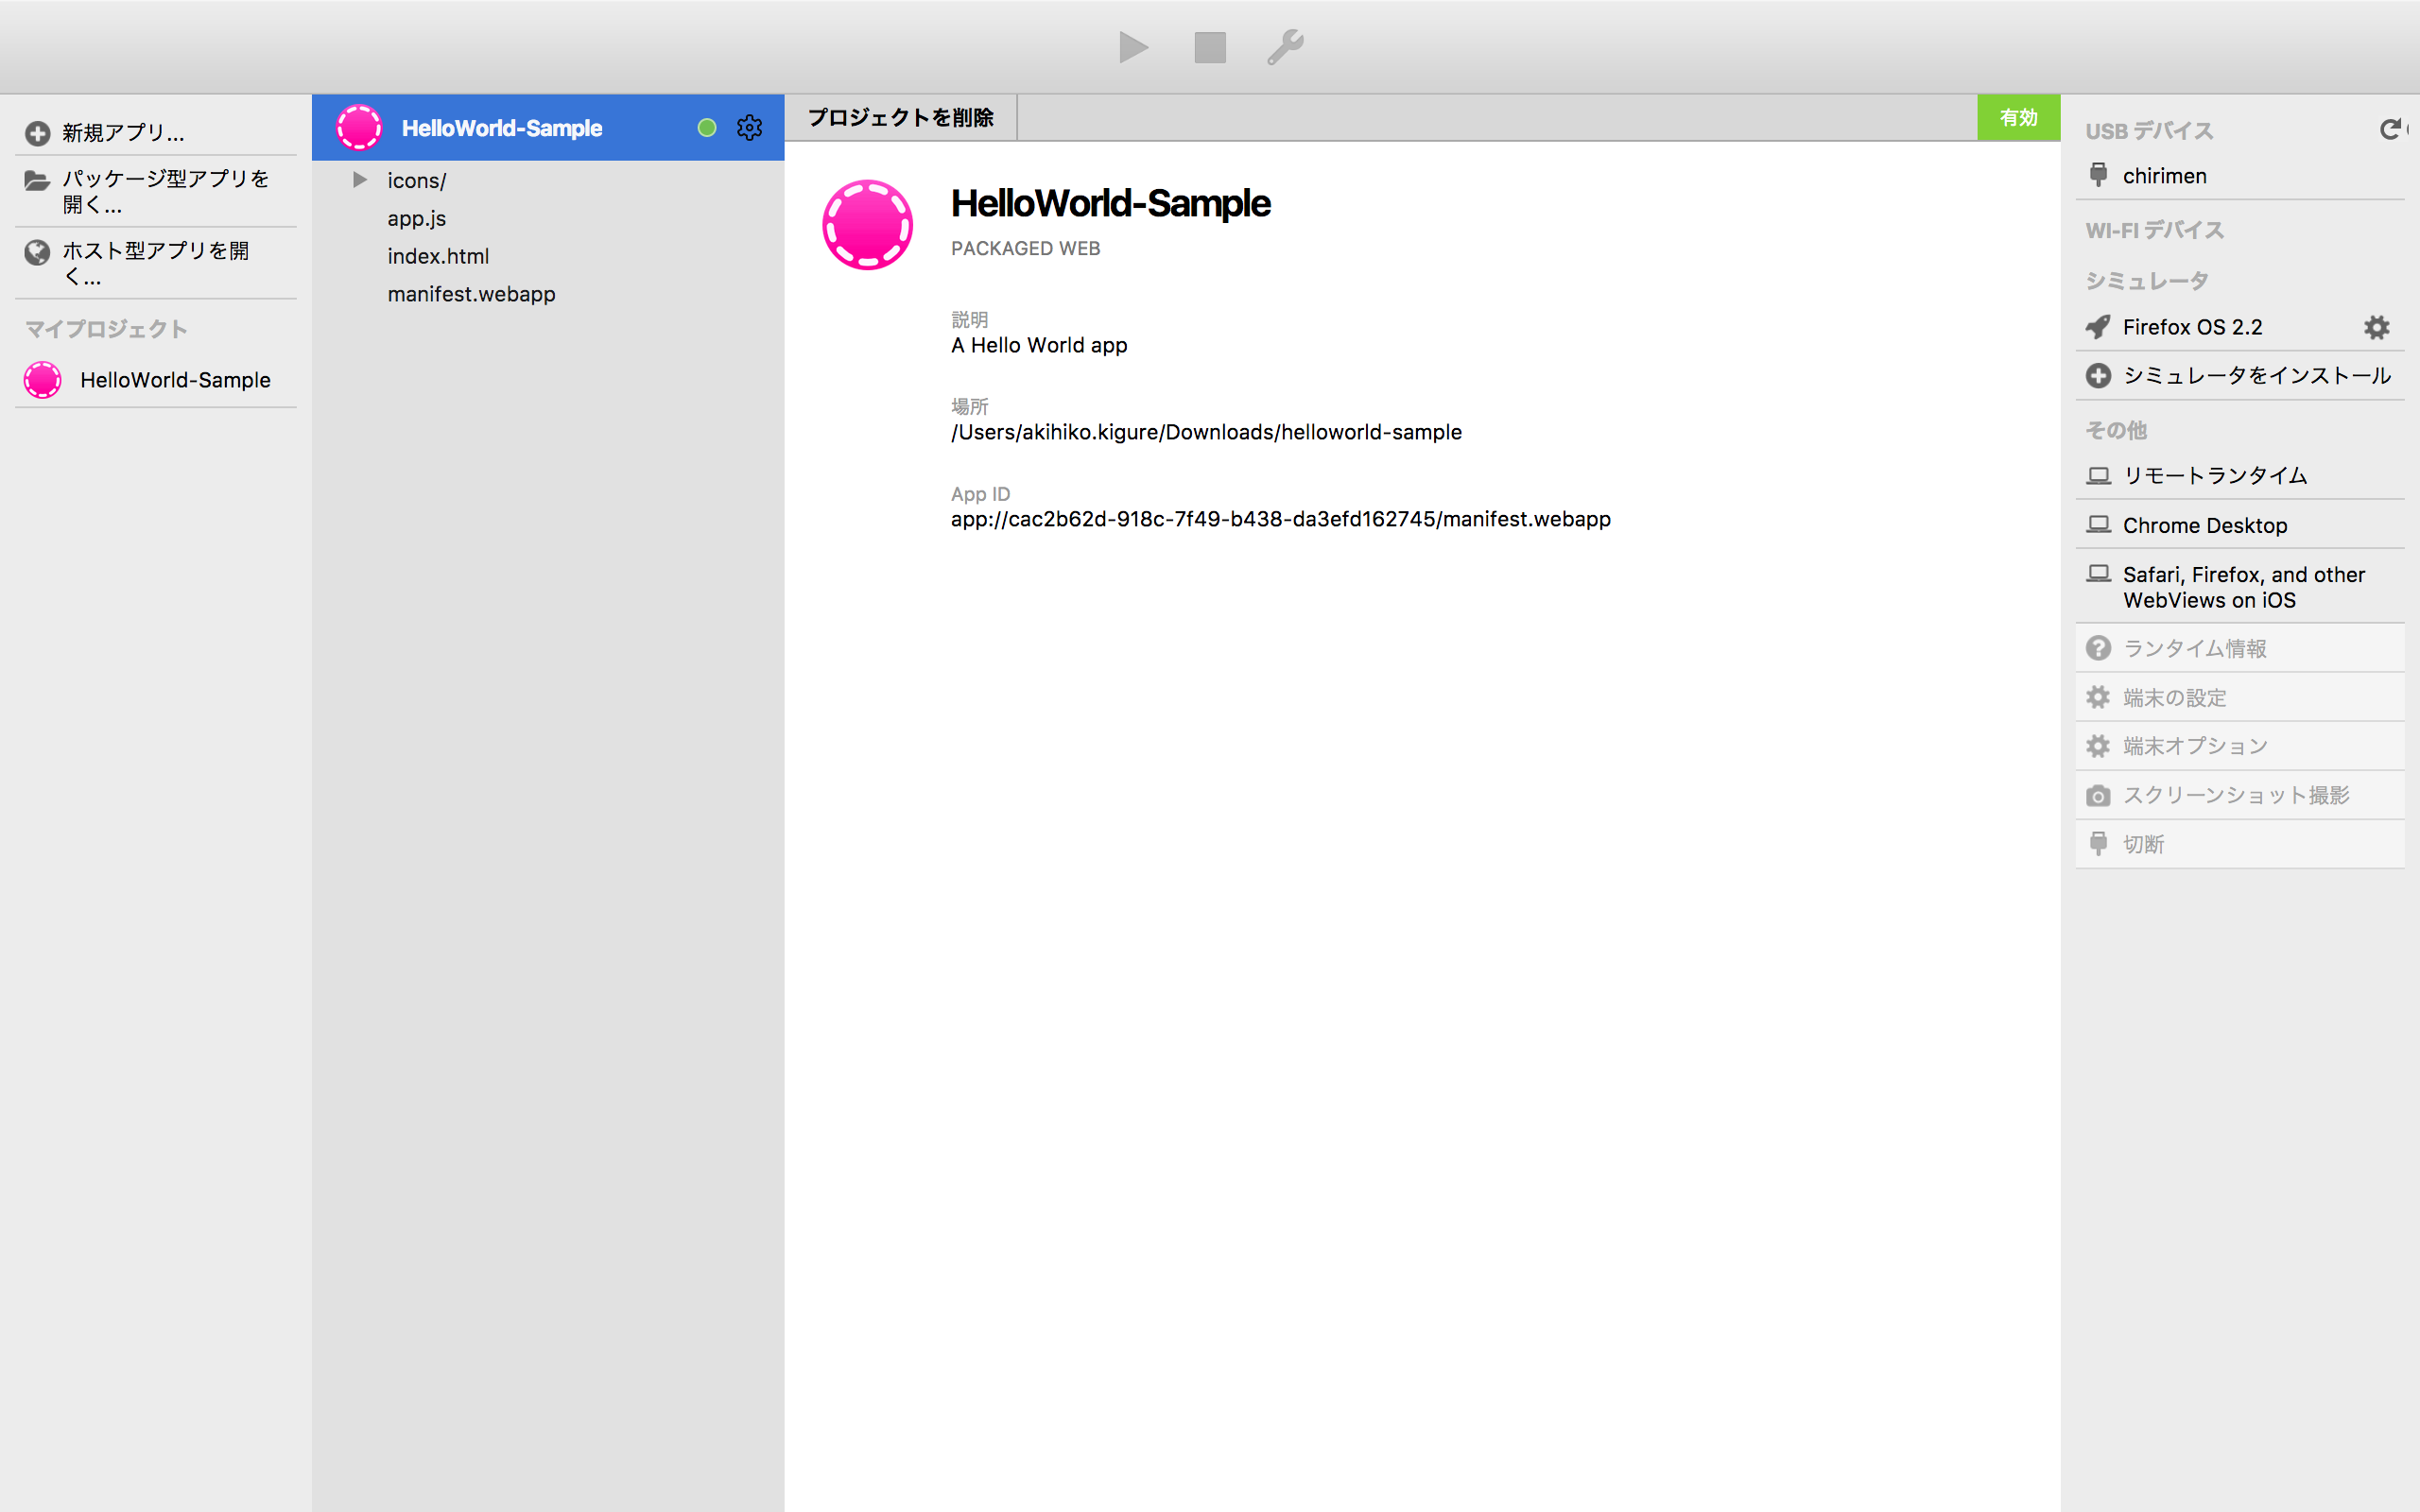 新規アプリ...
パッケージ型アプリを
開く...
ホスト型アプリを開
く...
マイプロジェクト
HelloWorld-Sample
HelloWorld-Sample
icons/
app.js
index.html
manifest.webapp
プロジェクトを削除
有効
HelloWorld-Sample
PACKAGED WEB
説明
A Hello World app
場所
/Users/akihiko.kigure/Downloads/helloworld-sample
App ID
app://cac2b62d-918c-7f49-b438-da3efd162745/manifest.webapp
USB デバイス
chirimen
WI-FI デバイス
シミュレータ
Firefox OS 2.2
シミュレータをインストール
その他
リモートランタイム
Chrome Desktop
Safari, Firefox, and other
WebViews on iOS
ランタイム情報
端末の設定
端末オプション
スクリーンショット撮影
切断